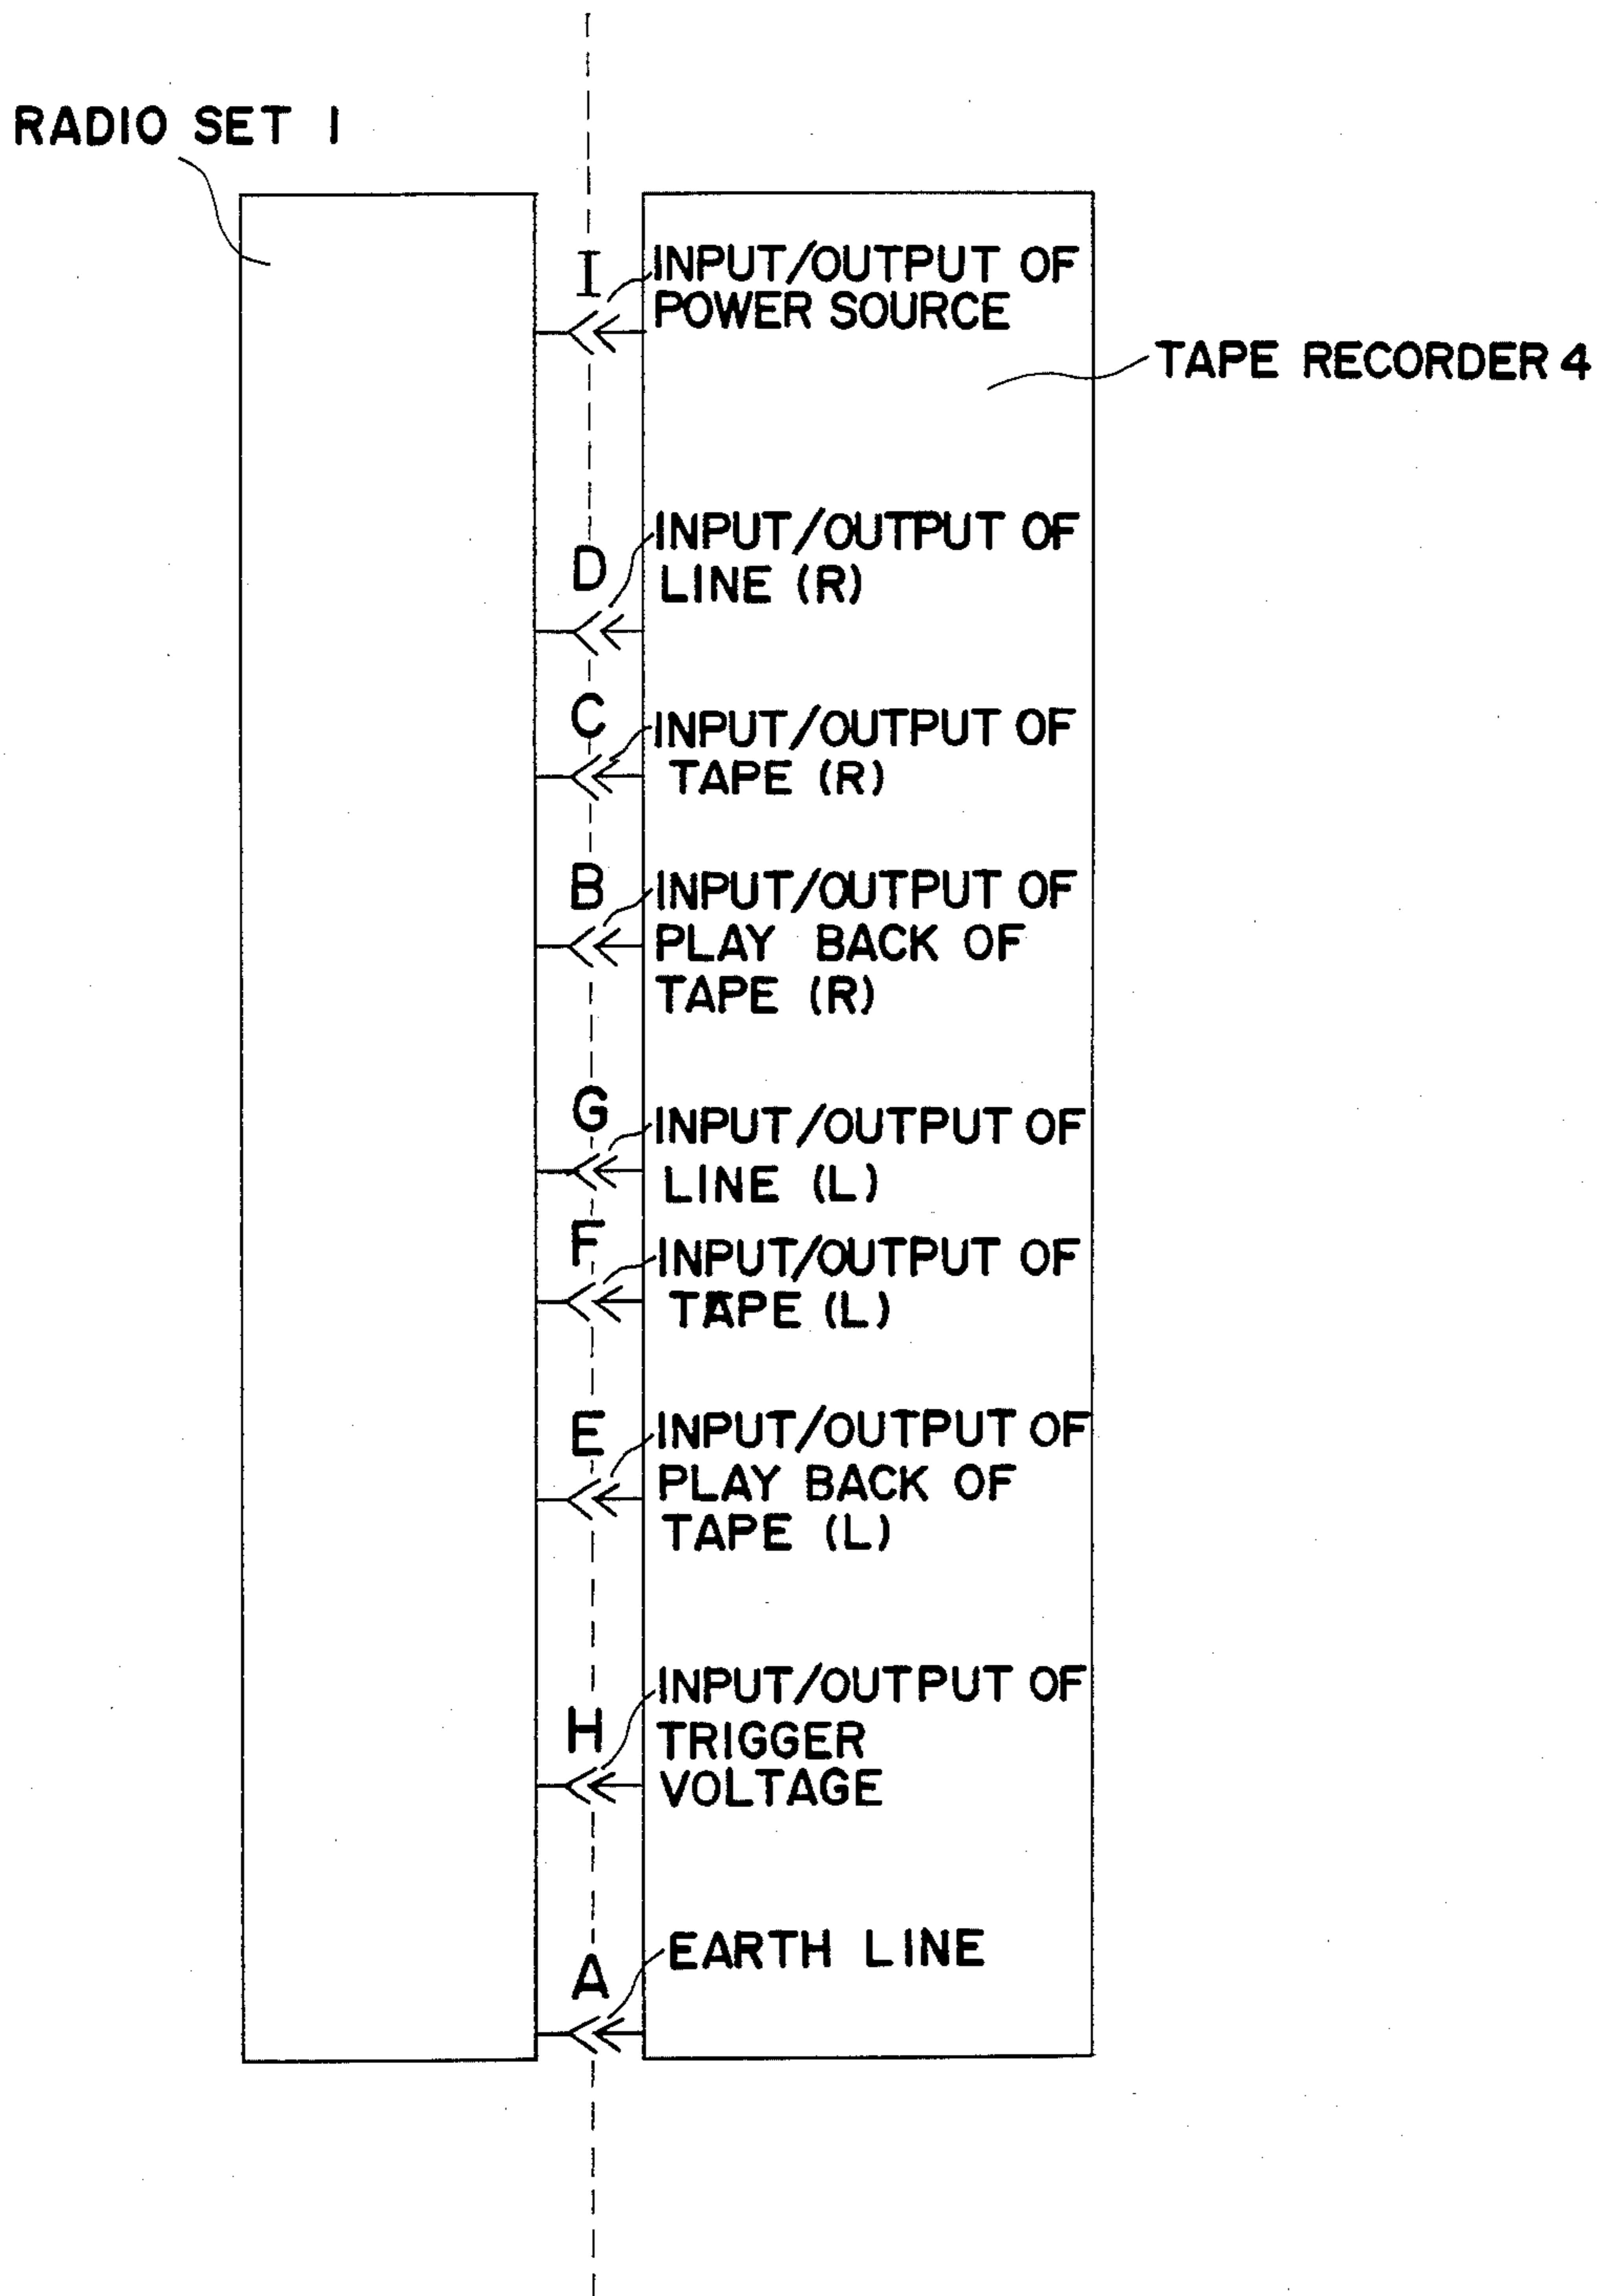 RADIO SET 1
I
INPUT/OUTPUT OF
POWER SOURCE
TAPE RECORDER 4
D
INPUT/OUTPUT OF
LINE (R)
C
INPUT/OUTPUT OF
TAPE (R)
B
INPUT/OUTPUT OF
PLAY BACK OF
TAPE (R)
G
INPUT/OUTPUT OF
LINE (L)
F
INPUT/OUTPUT OF
TAPE (L)
E
INPUT/OUTPUT OF
PLAY BACK OF
TAPE (L)
H
INPUT/OUTPUT OF
TRIGGER
VOLTAGE
A
EARTH LINE